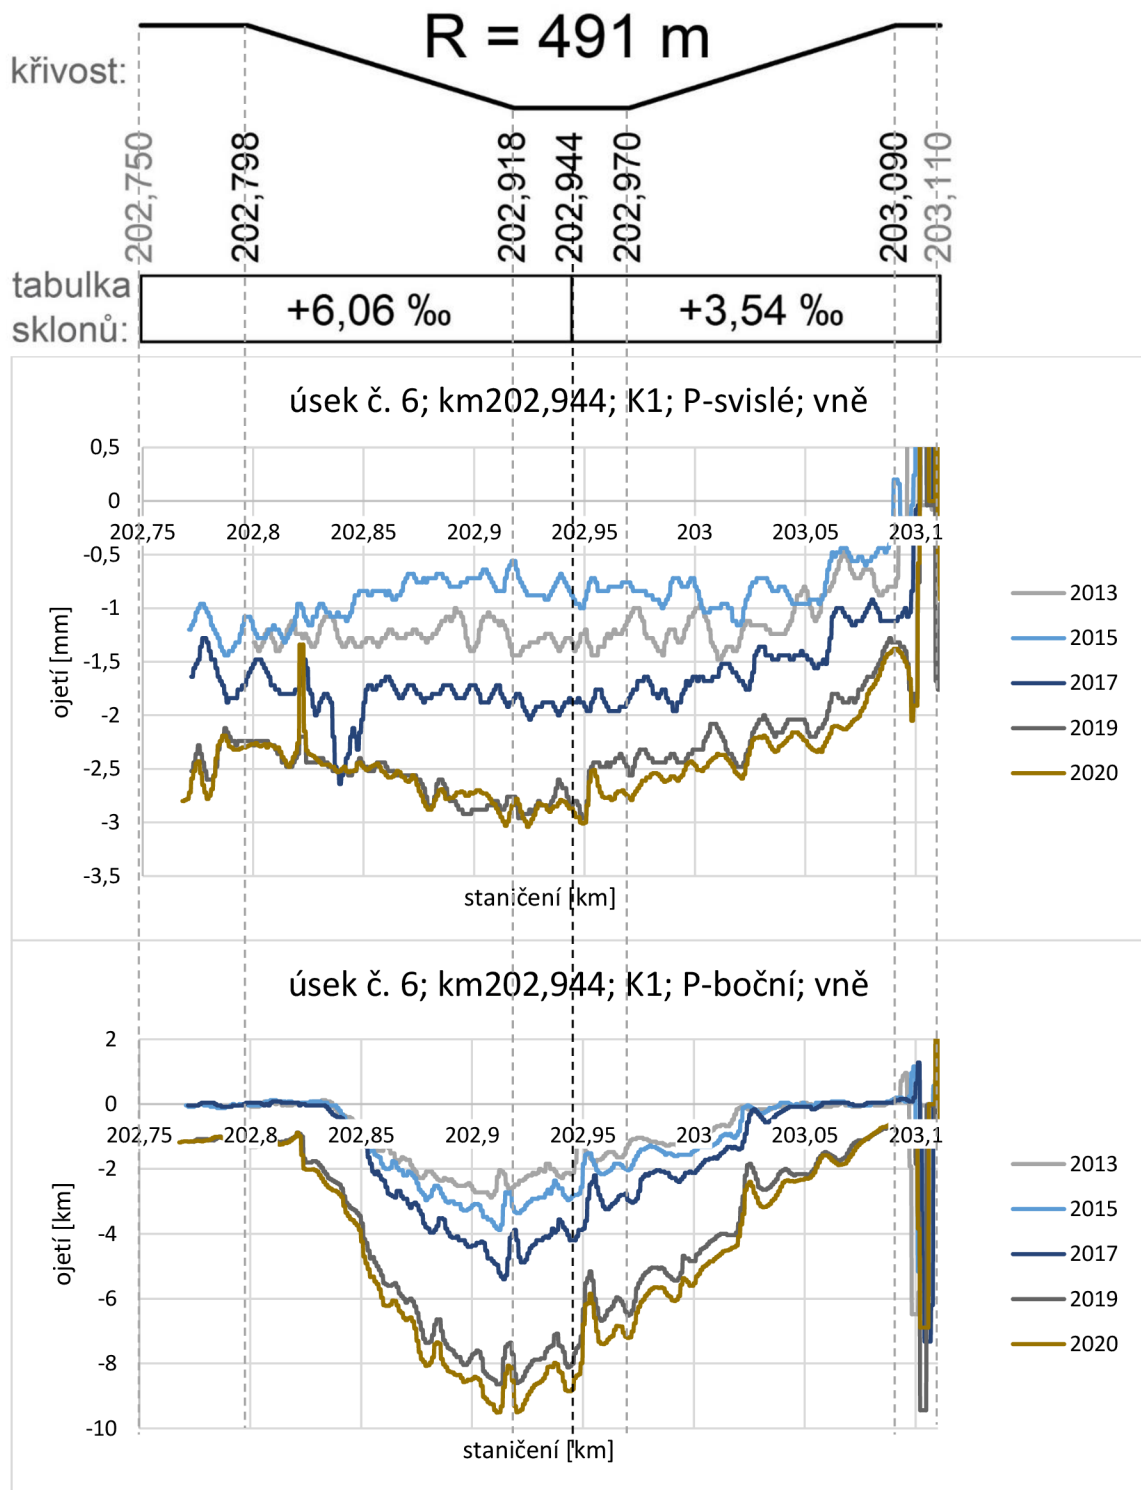 R = 491 m
křivost:
202,750
202,798
202,918
202,944
202,970
203,090
203,110
tabulka
sklonů:
+6,06 ‰
+3,54 ‰
úsek č. 6; km202,944; K1; P-svislé; vně
0,5
0
202,75 202,8 202,85 202,9 202,95 203 203,05 203,1
-0,5
-1
-1,5
-2
-2,5
-3
-3,5
ojetí [mm]
staničení [km]
2013
2015
2017
2019
2020
úsek č. 6; km202,944; K1; P-boční; vně
2
0
202,75 202,8 202,85 202,9 202,95 203 203,05 203,1
-2
-4
-6
-8
-10
ojetí [km]
staničení [km]
2013
2015
2017
2019
2020